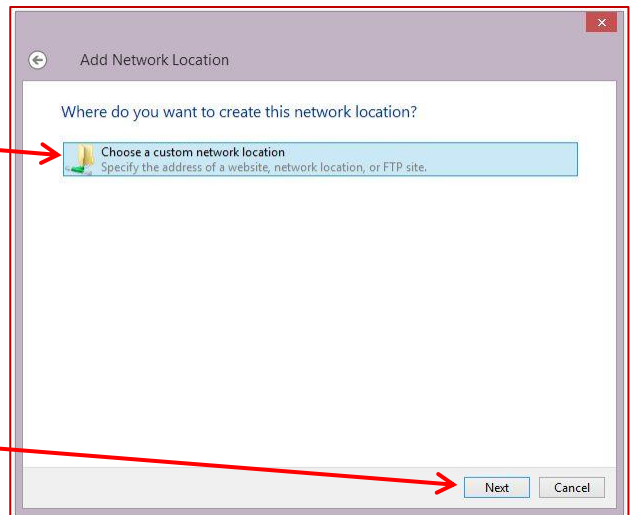 Add Network Location
Where do you want to create this network location?
Choose a custom network location
Specify the address of a website, network location, or FTP site.
Next Cancel